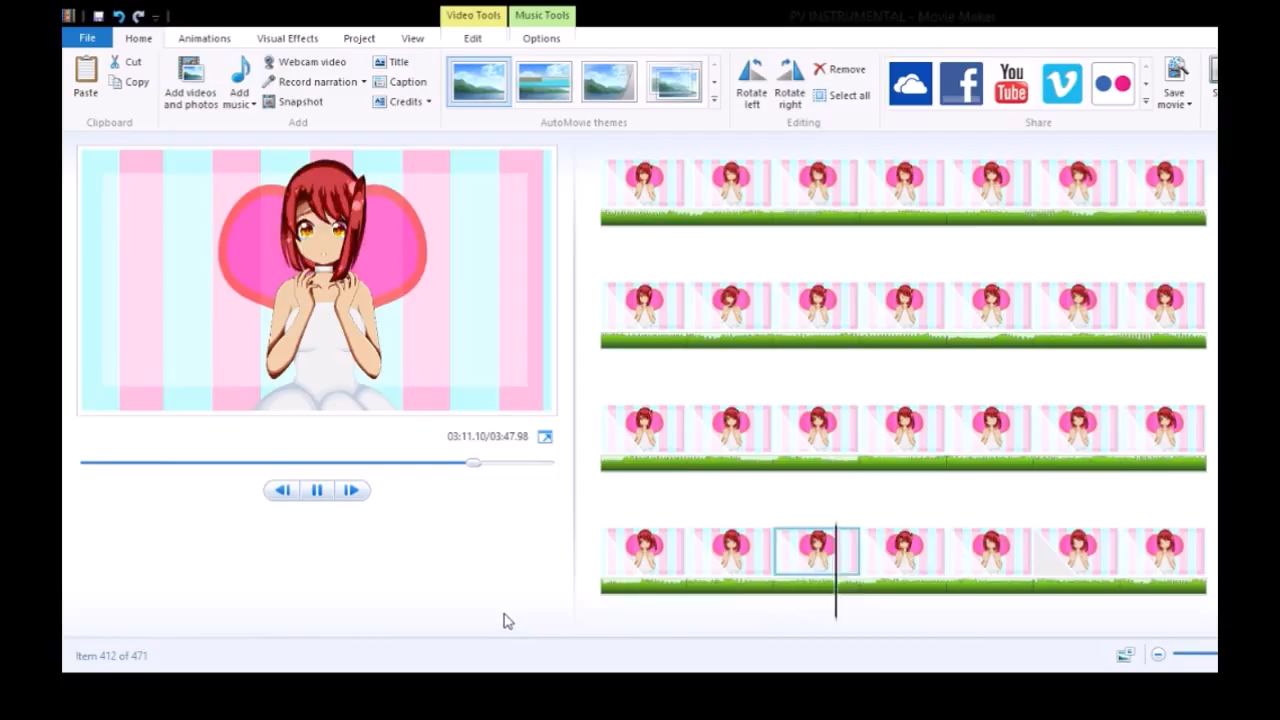 Video Tools
Music Tools
PV INSTRUMENTAL - Movie Maker
File
Home
Animations
Visual Effects
Project
View
Edit
Options
Paste
Cut
Copy
Clipboard
Add videos
and photos
Add
music
Webcam video
Record narration
Snapshot
Title
Caption
Credits
Add
AutoMovie themes
Rotate
left
Rotate
right
Remove
Select all
Editing
You
Tube
Share
Save
movie
03:11.10/03:47.98
Item 412 of 471